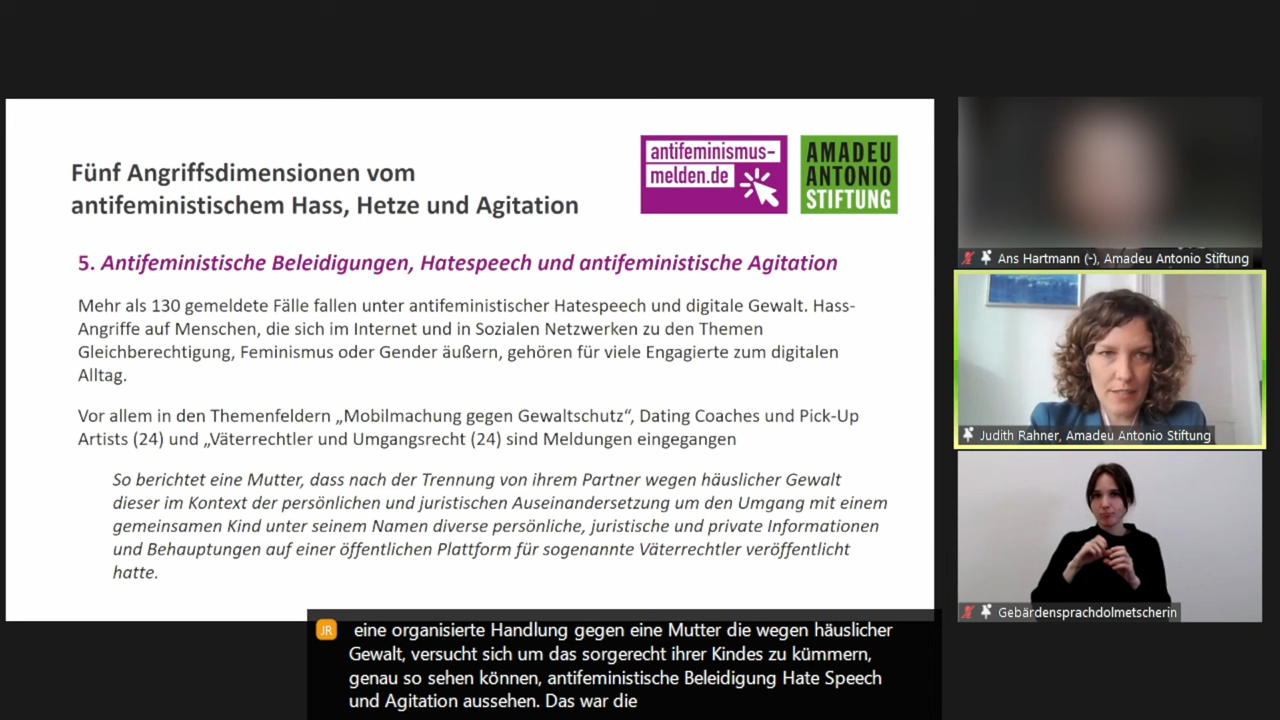 Fünf Angriffsdimensionen vom
antifeministischem Hass, Hetze und Agitation
antifeminismus-
melden.de
AMADEU
ANTONIO
STIFTUNG
5. Antifeministische Beleidigungen, Hatespeech und antifeministische Agitation
Mehr als 130 gemeldete Fälle fallen unter antifeministischer Hatespeech und digitale Gewalt. Hass-
Angriffe auf Menschen, die sich im Internet und in Sozialen Netzwerken zu den Themen
Gleichberechtigung, Feminismus oder Gender äußern, gehören für viele Engagierte zum digitalen
Alltag.
Vor allem in den Themenfeldern „Mobilmachung gegen Gewaltschutz“, Dating Coaches und Pick-Up
Artists (24) und „Väterrechtler und Umgangsrecht (24) sind Meldungen eingegangen
So berichtet eine Mutter, dass nach der Trennung von ihrem Partner wegen häuslicher Gewalt
dieser im Kontext der persönlichen und juristischen Auseinandersetzung um den Umgang mit einem
gemeinsamen Kind unter seinem Namen diverse persönliche, juristische und private Informationen
und Behauptungen auf einer öffentlichen Plattform für sogenannte Väterrechtler veröffentlicht
hatte.
JR
eine organisierte Handlung gegen eine Mutter die wegen häuslicher
Gewalt, versucht sich um das sorgerecht ihrer Kindes zu kümmern,
genau so sehen können, antifeministische Beleidigung Hate Speech
und Agitation aussehen. Das war die
Ans Hartmann (-), Amadeu Antonio Stiftung
Judith Rahner, Amadeu Antonio Stiftung
Gebärdensprachdolmetscherin